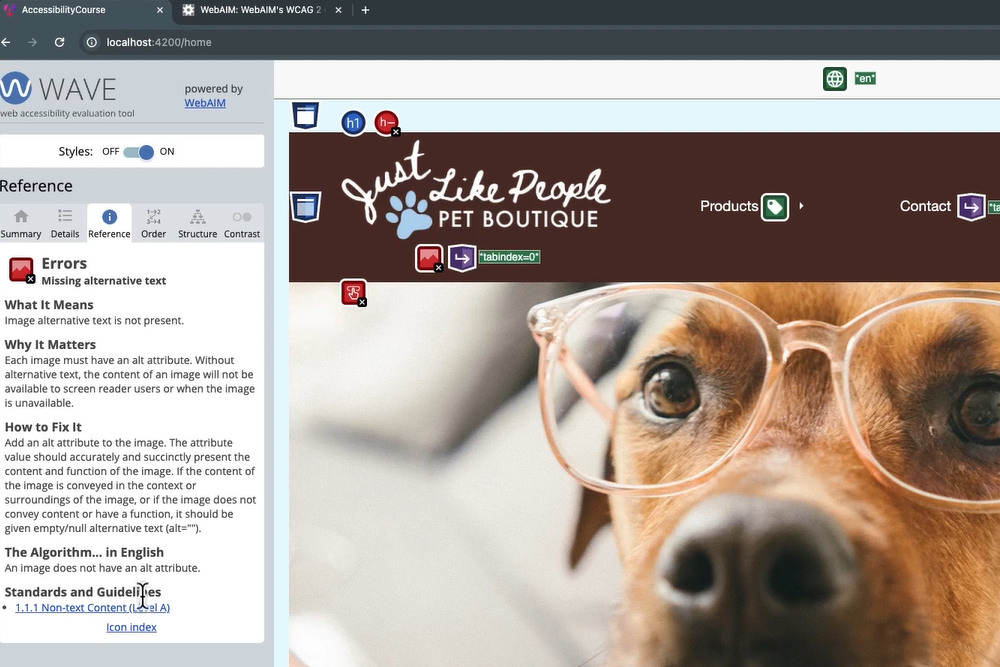 AccessibilityCourse
WebAIM: WebAIM's WCAG 2
localhost:4200/home
WAVE
web accessibility evaluation tool
powered by
WebAIM
Styles: OFF ON
Reference
Summary Details Reference Order Structure Contrast
Errors
Missing alternative text
What It Means
Image alternative text is not present.
Why It Matters
Each image must have an alt attribute. Without
alternative text, the content of an image will not be
available to screen reader users or when the image
is unavailable.
How to Fix It
Add an alt attribute to the image. The attribute
value should accurately and succinctly present the
content and function of the image. If the content of
the image is conveyed in the context or
surroundings of the image, or if the image does not
convey content or have a function, it should be
given empty/null alternative text (alt="").
The Algorithm... in English
An image does not have an alt attribute.
Standards and Guidelines
1.1.1 Non-text Content (Level A)
Icon index
*en*
h1 h-
Just Like People
PET BOUTIQUE
Products
Contact
*ta
*tabindex=0*